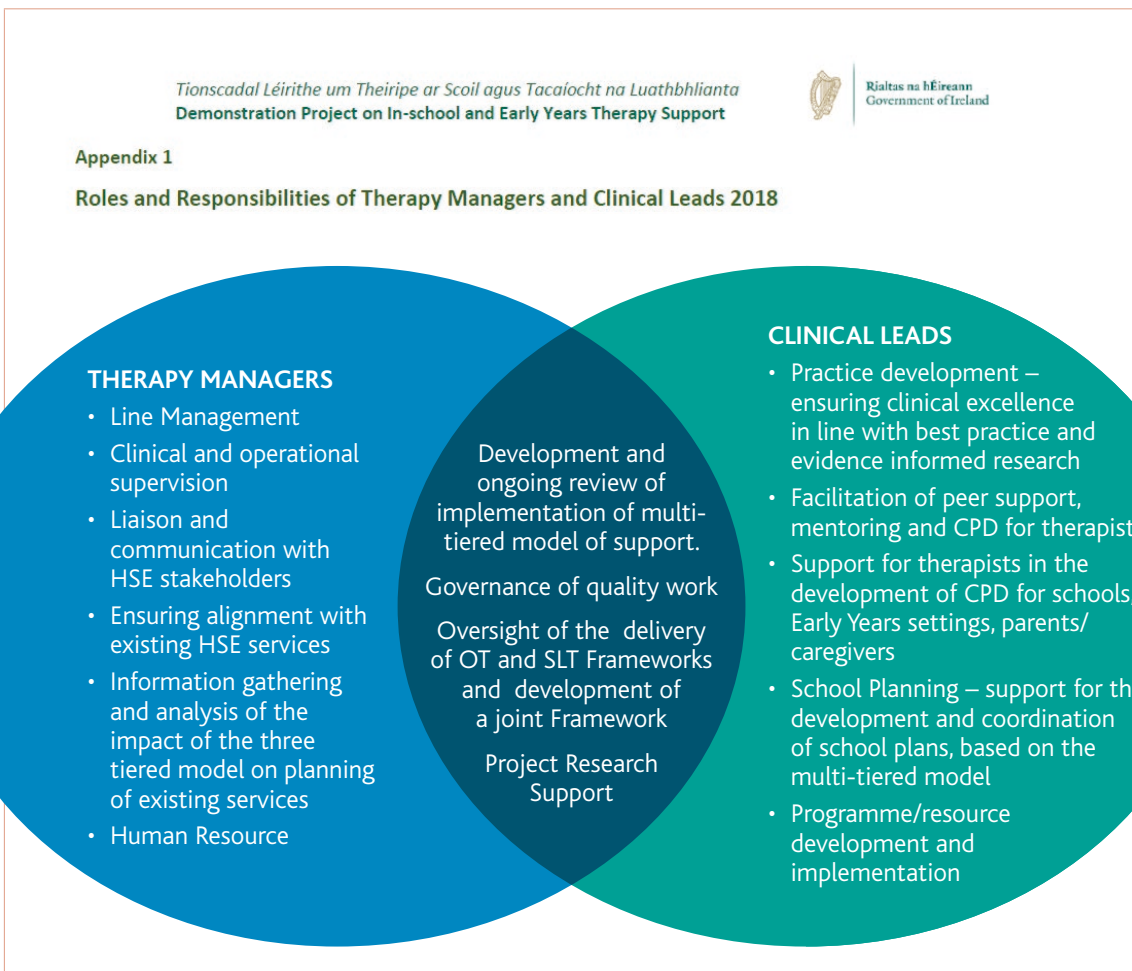 Tionscadal Léirithe um Theiripe ar Scoil agus Tacaíocht na Luathbhlianta
Demonstration Project on In-school and Early Years Therapy Support
Rialtas na hÉireann
Government of Ireland
Appendix 1
Roles and Responsibilities of Therapy Managers and Clinical Leads 2018
THERAPY MANAGERS
• Line Management
• Clinical and operational
supervision
• Liaison and
communication with
HSE stakeholders
• Ensuring alignment with
existing HSE services
• Information gathering
and analysis of the
impact of the three
tiered model on planning
of existing services
• Human Resource
Development and
ongoing review of
implementation of multi-
tiered model of support.
Governance of quality work
Oversight of the delivery
of OT and SLT Frameworks
and development of
a joint Framework
Project Research
Support
CLINICAL LEADS
• Practice development –
ensuring clinical excellence
in line with best practice and
evidence informed research
• Facilitation of peer support,
mentoring and CPD for therapist
• Support for therapists in the
development of CPD for schools,
Early Years settings, parents/
caregivers
• School Planning – support for th
development and coordination
of school plans, based on the
multi-tiered model
• Programme/resource
development and
implementation